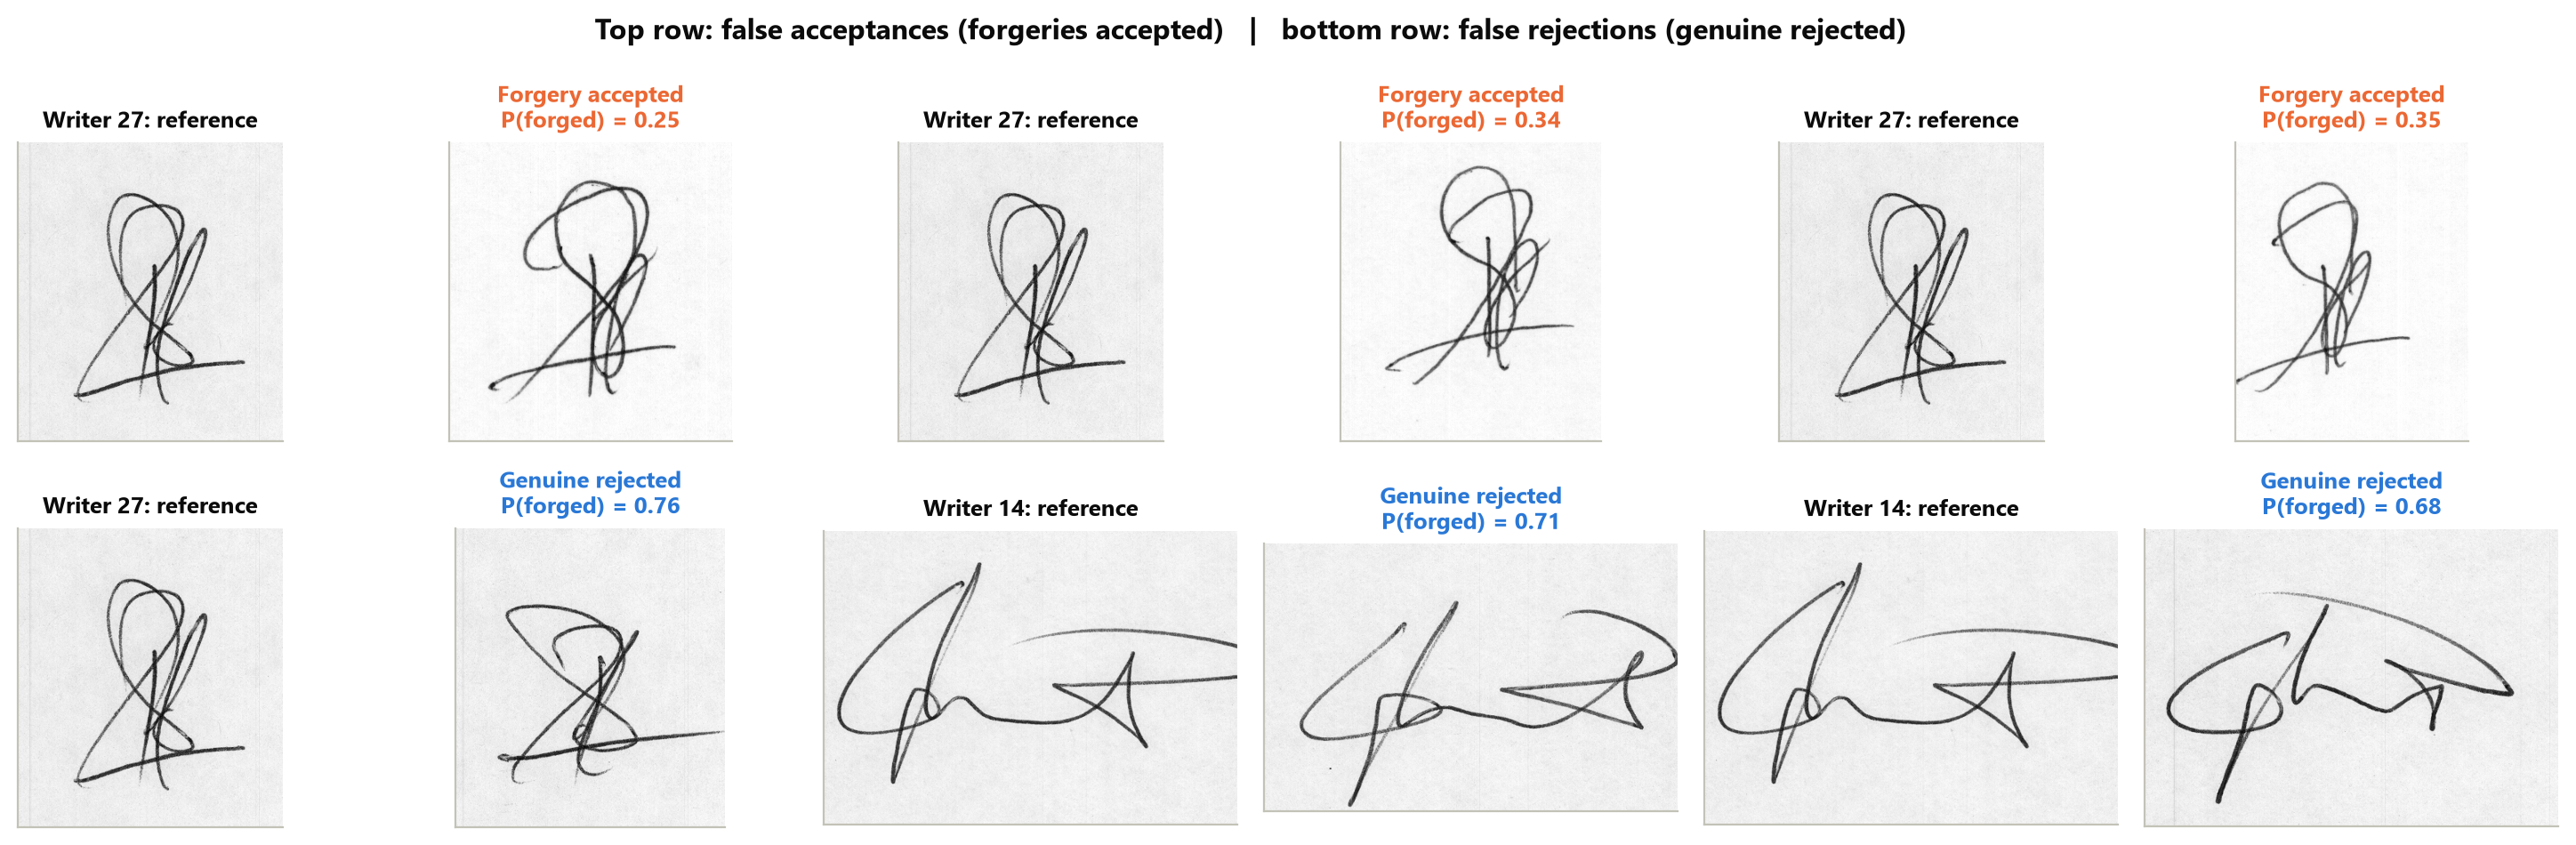 Top row: false acceptances (forgeries accepted) | bottom row: false rejections (genuine rejected)
Writer 27: reference
Forgery accepted
P(forged) = 0.25
Writer 27: reference
Forgery accepted
P(forged) = 0.34
Writer 27: reference
Forgery accepted
P(forged) = 0.35
Writer 27: reference
Genuine rejected
P(forged) = 0.76
Writer 14: reference
Genuine rejected
P(forged) = 0.71
Writer 14: reference
Genuine rejected
P(forged) = 0.68